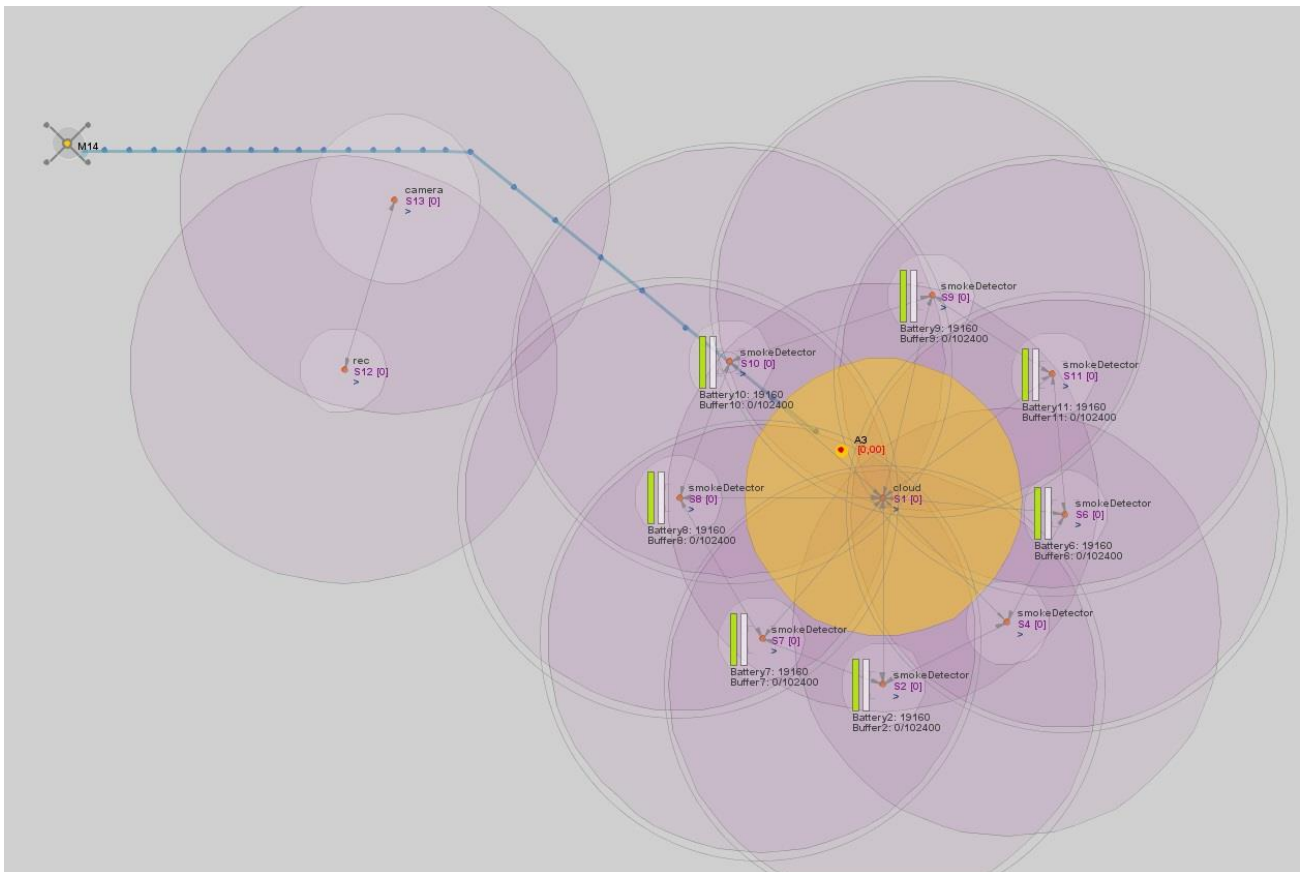 M14
camera
S13 [0]
>
rec
S12 [0]
>
smokeDetector
S9 [0]
>
Battery9: 19160
Buffer9: 0/102400
smokeDetector
S10 [0]
>
Battery10: 19160
Buffer10: 0/102400
smokeDetector
S11 [0]
>
Battery11: 19160
Buffer11: 0/102400
A3
[0,00]
smokeDetector
S8 [0]
>
Battery8: 19160
Buffer8: 0/102400
cloud
S1 [0]
>
smokeDetector
S6 [0]
>
Battery6: 19160
Buffer6: 0/102400
smokeDetector
S4 [0]
>
smokeDetector
S7 [0]
>
Battery7: 19160
Buffer7: 0/102400
smokeDetector
S2 [0]
>
Battery2: 19160
Buffer2: 0/102400